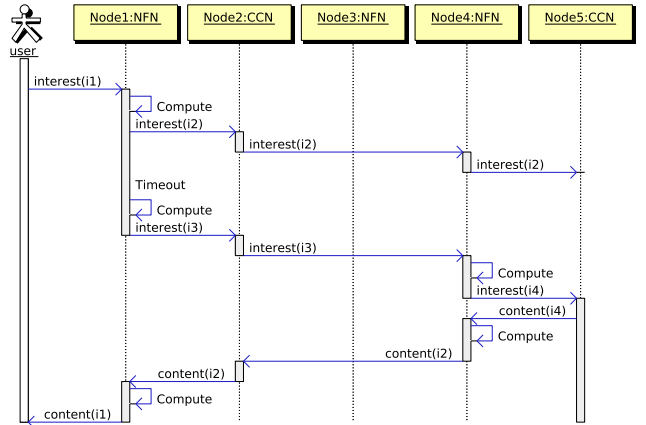 Node1:NFN Node2:CCN Node3:NFN Node4:NFN Node5:CCN
user
interest(i1)
Compute
interest(i2)
interest(i2)
interest(i2)
Timeout
Compute
interest(i3)
interest(i3)
Compute
interest(i4)
content(i4)
Compute
content(i2)
content(i2)
Compute
content(i1)